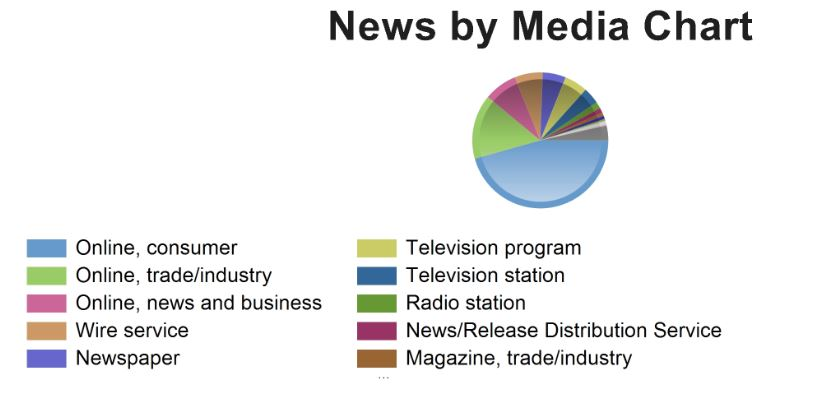 News by Media Chart
Online, consumer
Online, trade/industry
Online, news and business
Wire service
Newspaper
Television program
Television station
Radio station
News/Release Distribution Service
Magazine, trade/industry
...